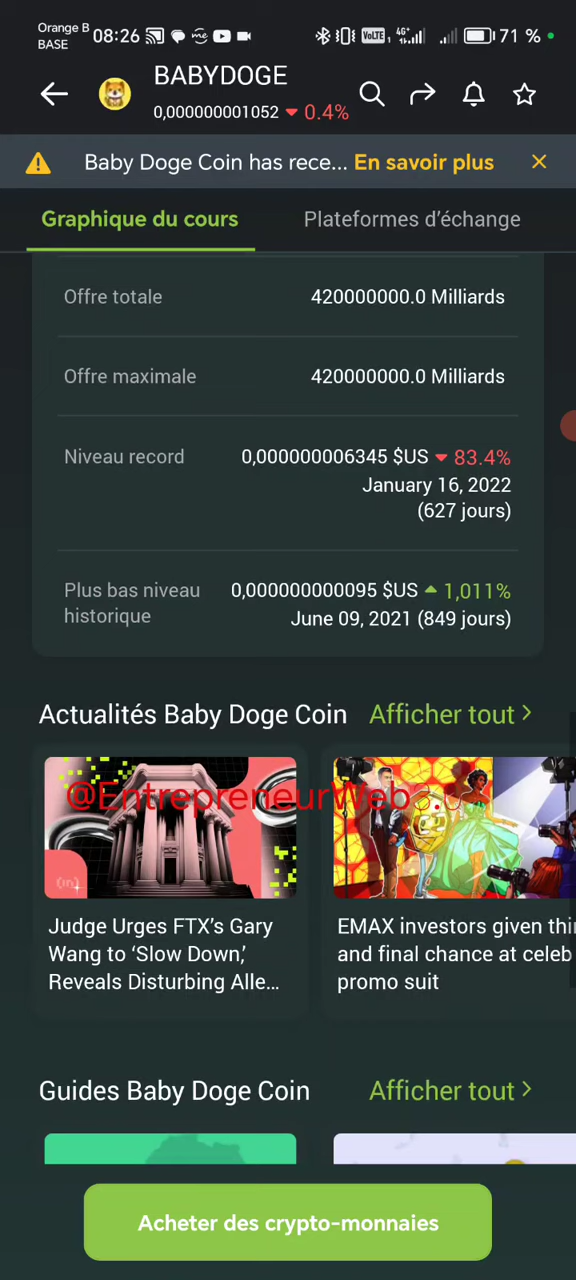 Orange B
BASE
08:26
VoLTE
4G+
71 %
BABYDOGE
0,000000001052 ▼ 0.4%
Baby Doge Coin has rece... En savoir plus
Graphique du cours
Plateformes d’échange
Offre totale
420000000.0 Milliards
Offre maximale
420000000.0 Milliards
Niveau record
0,000000006345 $US ▼ 83.4%
January 16, 2022
(627 jours)
Plus bas niveau
historique
0,000000000095 $US ▲ 1,011%
June 09, 2021 (849 jours)
Actualités Baby Doge Coin
Afficher tout >
@EntrepreneurWeb3.0
Judge Urges FTX’s Gary
Wang to ‘Slow Down,’
Reveals Disturbing Alle...
EMAX investors given thi
and final chance at celeb
promo suit
Guides Baby Doge Coin
Afficher tout >
Acheter des crypto-monnaies